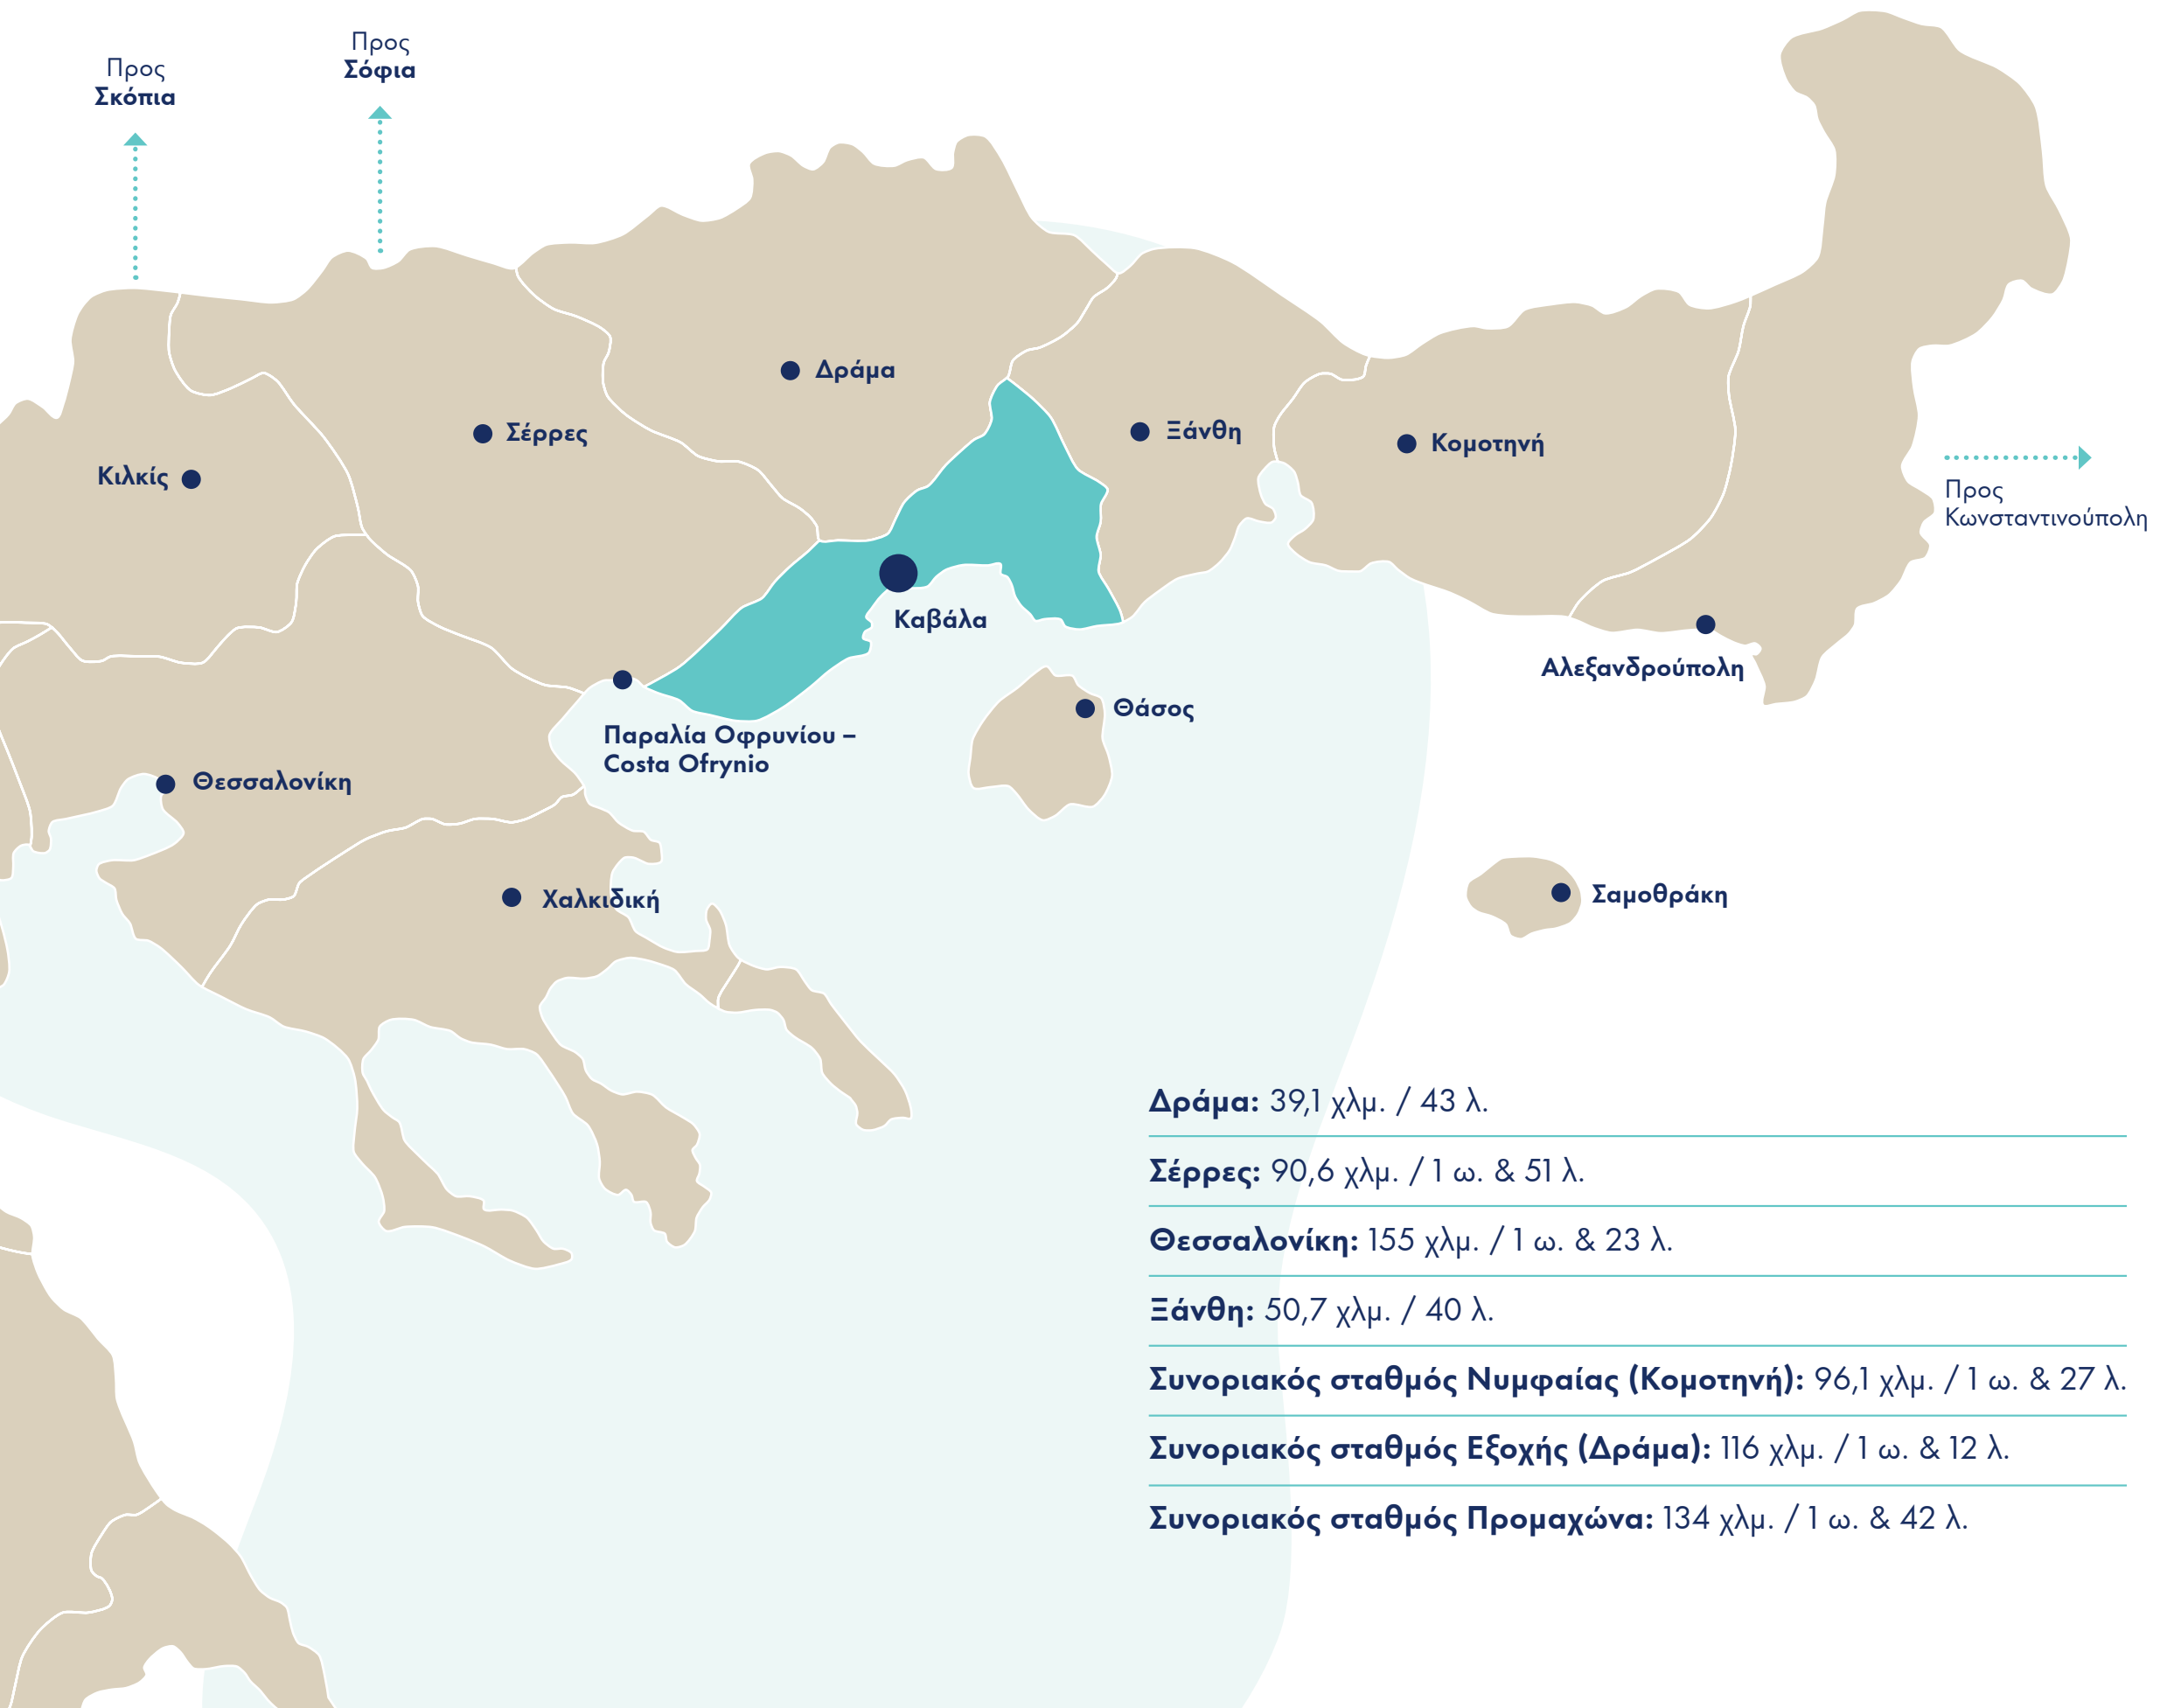 Προς
Σκόπια
Προς
Σόφια
Δράμα
Σέρρες
Ξάνθη
Κομοτηνή
Κιλκίς
Προς
Κωνσταντινούπολη
Καβάλα
Αλεξανδρούπολη
Θάσος
Παραλία Οφρυνίου –
Costa Ofrynio
Θεσσαλονίκη
Χαλκιδική
Σαμοθράκη
Δράμα: 39,1 χλμ. / 43 λ.
Σέρρες: 90,6 χλμ. / 1 ω. & 51 λ.
Θεσσαλονίκη: 155 χλμ. / 1 ω. & 23 λ.
Ξάνθη: 50,7 χλμ. / 40 λ.
Συνοριακός σταθμός Νυμφαίας (Κομοτηνή): 96,1 χλμ. / 1 ω. & 27 λ.
Συνοριακός σταθμός Εξοχής (Δράμα): 116 χλμ. / 1 ω. & 12 λ.
Συνοριακός σταθμός Προμαχώνα: 134 χλμ. / 1 ω. & 42 λ.